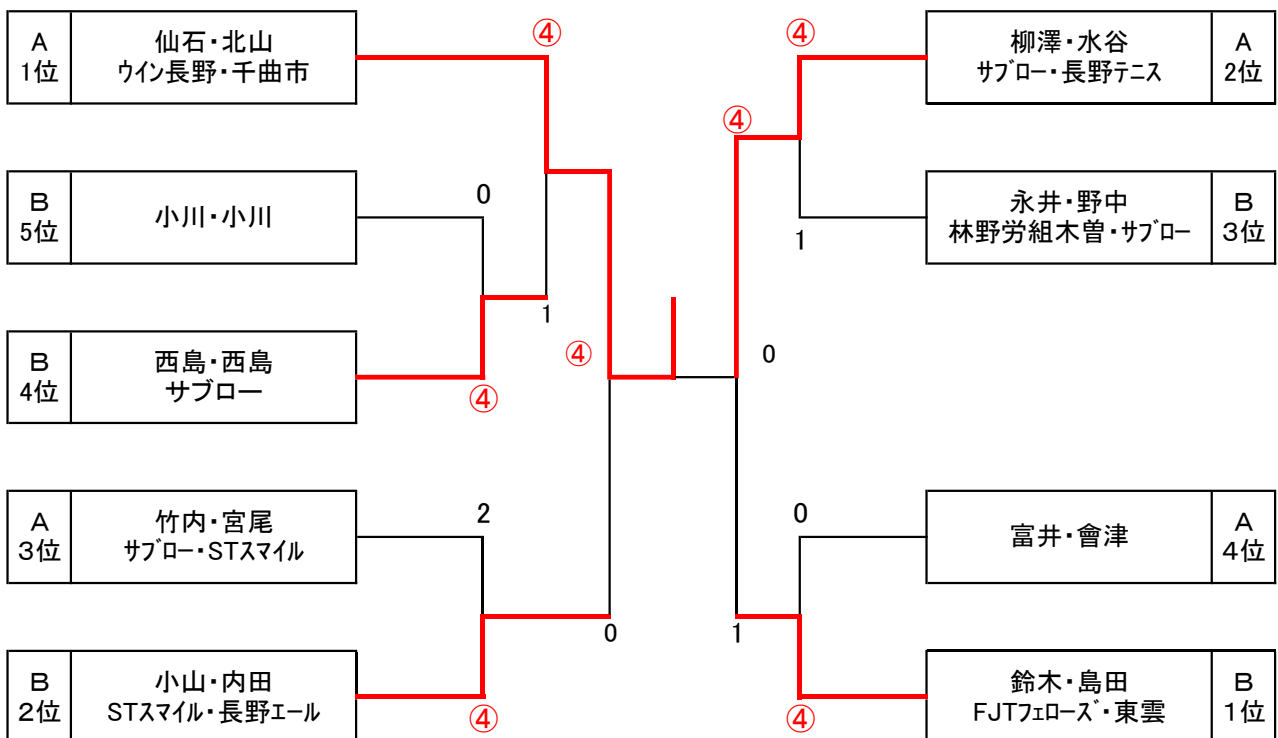 A
1位
仙石・北山
ウイン長野・千曲市
④
④
柳澤・水谷
サブロー・長野テニス
A
2位
④
B
5位
小川・小川
0
1
永井・野中
林野労組木曽・サブロー
B
3位
1
④
0
B
4位
西島・西島
サブロー
④
A
3位
竹内・宮尾
サブロー・STスマイル
2
0
富井・會津
A
4位
0
1
B
2位
小山・内田
STスマイル・長野エール
④
④
鈴木・島田
FJTフェローズ・東雲
B
1位